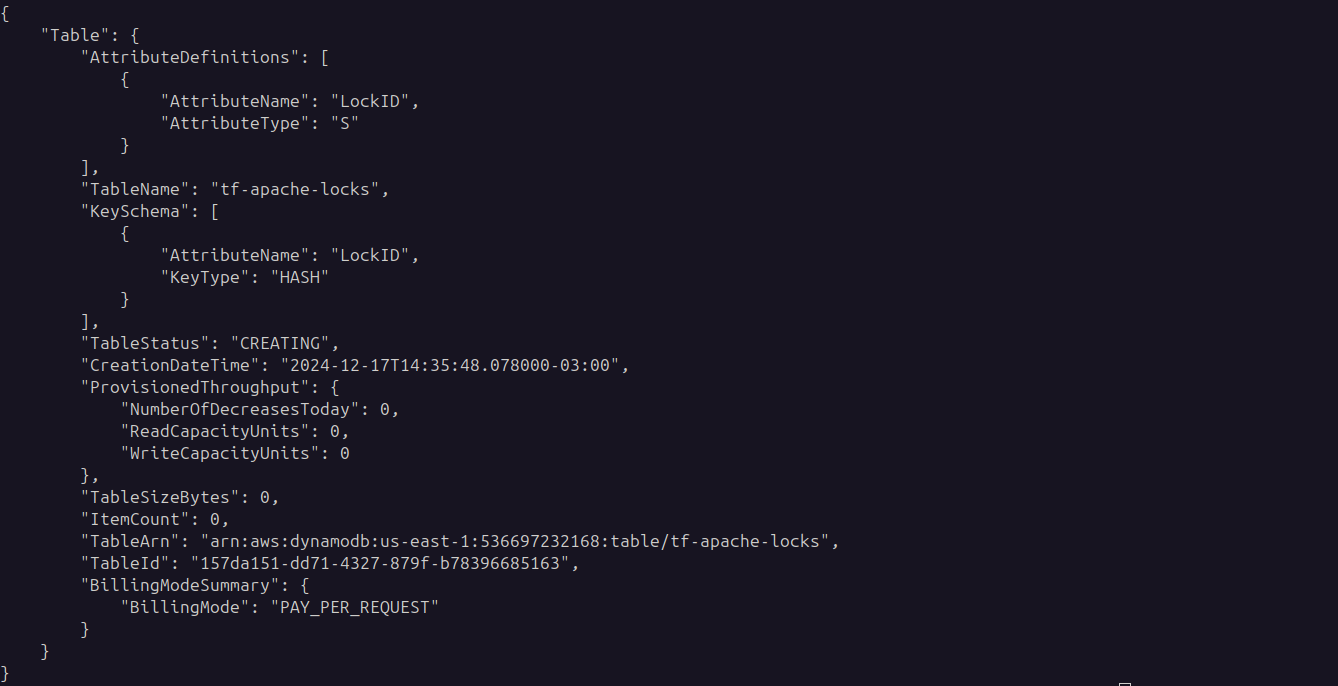 {
    "Table": {
        "AttributeDefinitions": [
            {
                "AttributeName": "LockID",
                "AttributeType": "S"
            }
        ],
        "TableName": "tf-apache-locks",
        "KeySchema": [
            {
                "AttributeName": "LockID",
                "KeyType": "HASH"
            }
        ],
        "TableStatus": "CREATING",
        "CreationDateTime": "2024-12-17T14:35:48.078000-03:00",
        "ProvisionedThroughput": {
            "NumberOfDecreasesToday": 0,
            "ReadCapacityUnits": 0,
            "WriteCapacityUnits": 0
        },
        "TableSizeBytes": 0,
        "ItemCount": 0,
        "TableArn": "arn:aws:dynamodb:us-east-1:536697232168:table/tf-apache-locks",
        "TableId": "157da151-dd71-4327-879f-b78396685163",
        "BillingModeSummary": {
            "BillingMode": "PAY_PER_REQUEST"
        }
    }
}